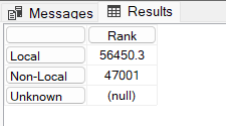 Messages Results
Rank
Local 56450.3
Non-Local 47001
Unknown (null)